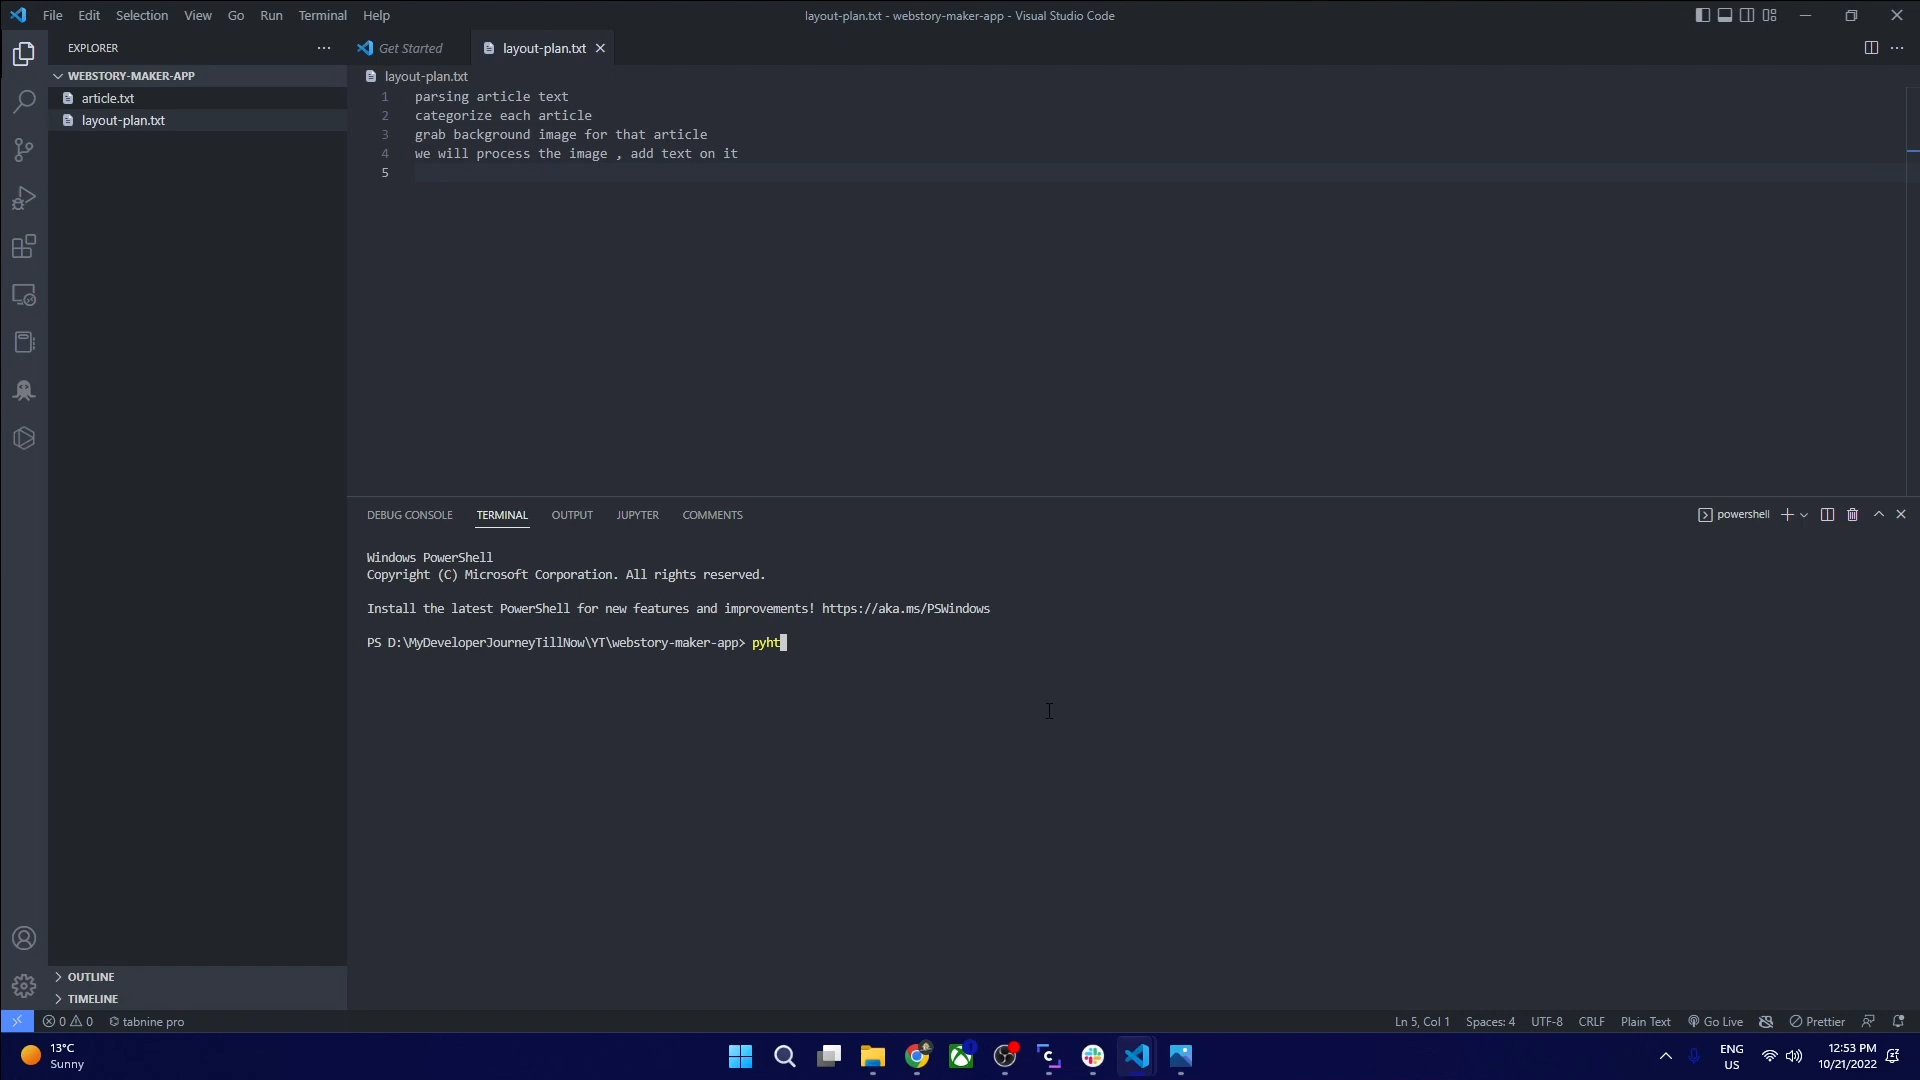 File Edit Selection View Go Run Terminal Help
layout-plan.txt - webstory-maker-app - Visual Studio Code
EXPLORER
Get Started
layout-plan.txt
WEBSTORY-MAKER-APP
article.txt
layout-plan.txt
layout-plan.txt
1 parsing article text
2 categorize each article
3 grab background image for that article
4 we will process the image , add text on it
5
DEBUG CONSOLE TERMINAL OUTPUT JUPYTER COMMENTS
powershell
Windows PowerShell
Copyright (C) Microsoft Corporation. All rights reserved.
Install the latest PowerShell for new features and improvements! https://aka.ms/PSWindows
PS D:\MyDeveloperJourneyTillNow\YT\webstory-maker-app> pyht
OUTLINE
TIMELINE
0 0 tabnine pro
Ln 5, Col 1 Spaces: 4 UTF-8 CRLF Plain Text Go Live Prettier
13°C
Sunny
ENG
US
12:53 PM
10/21/2022